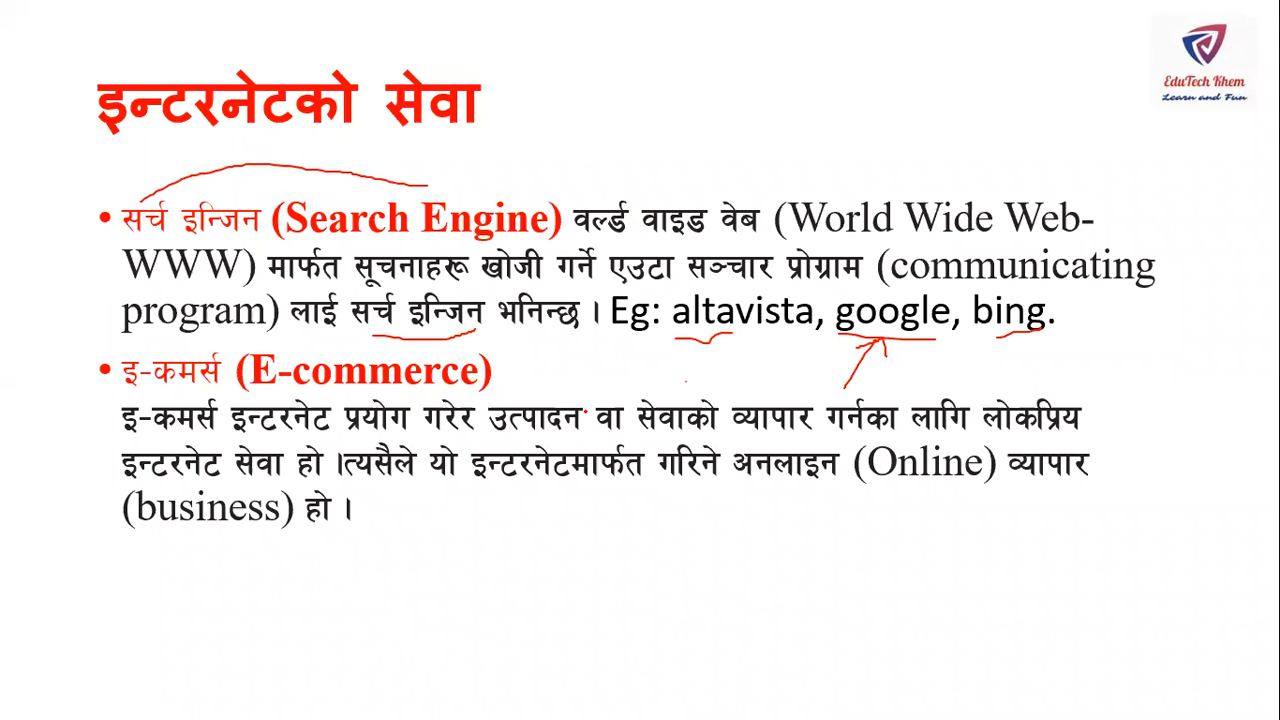 EduTech Khem
Learn and Fun
इन्टरनेटको सेवा
• सर्च इन्जिन (Search Engine) वर्ल्ड वाइड वेब (World Wide Web-
WWW) मार्फत सूचनाहरू खोजी गर्ने एउटा सञ्चार प्रोग्राम (communicating
program) लाई सर्च इन्जिन भनिन्छ । Eg: altavista, google, bing.
• इ-कमर्स (E-commerce)
इ-कमर्स इन्टरनेट प्रयोग गरेर उत्पादन वा सेवाको व्यापार गर्नका लागि लोकप्रिय
इन्टरनेट सेवा हो ।त्यसैले यो इन्टरनेटमार्फत गरिने अनलाइन (Online) व्यापार
(business) हो ।